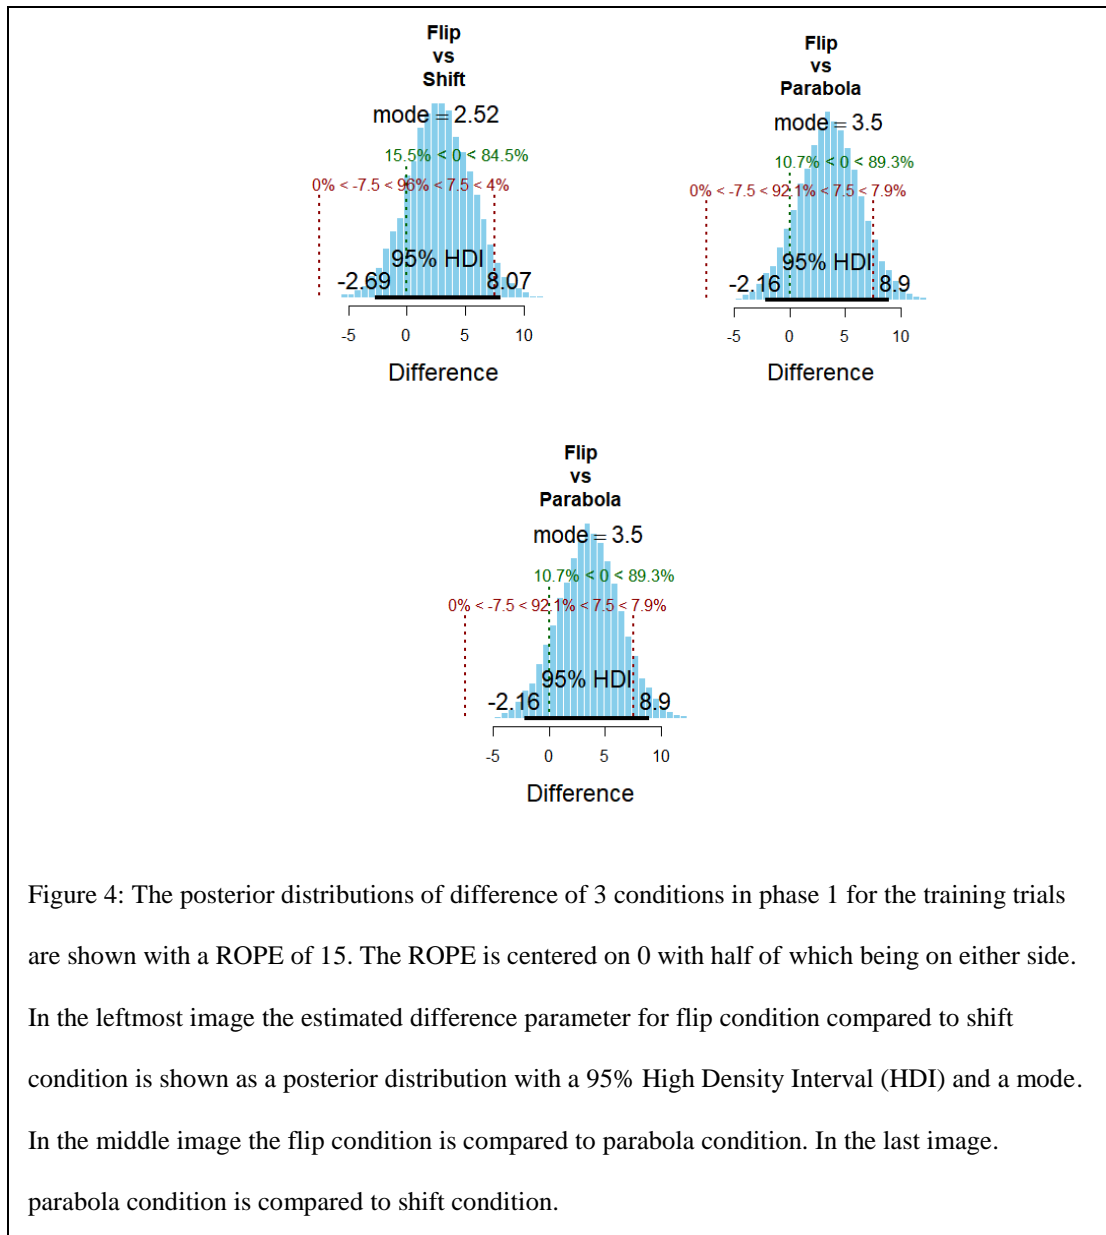 Flip
vs
Shift
mode = 2.52
15.5% < 0 < 84.5%
0% < -7.5 < 96% < 7.5 < 4%
95% HDI
-2.69 8.07
-5 0 5 10
Difference
Flip
vs
Parabola
mode = 3.5
10.7% < 0 < 89.3%
0% < -7.5 < 92.1% < 7.5 < 7.9%
95% HDI
-2.16 8.9
-5 0 5 10
Difference
Flip
vs
Parabola
mode = 3.5
10.7% < 0 < 89.3%
0% < -7.5 < 92.1% < 7.5 < 7.9%
95% HDI
-2.16 8.9
-5 0 5 10
Difference
Figure 4: The posterior distributions of difference of 3 conditions in phase 1 for the training trials
are shown with a ROPE of 15. The ROPE is centered on 0 with half of which being on either side.
In the leftmost image the estimated difference parameter for flip condition compared to shift
condition is shown as a posterior distribution with a 95% High Density Interval (HDI) and a mode.
In the middle image the flip condition is compared to parabola condition. In the last image.
parabola condition is compared to shift condition.